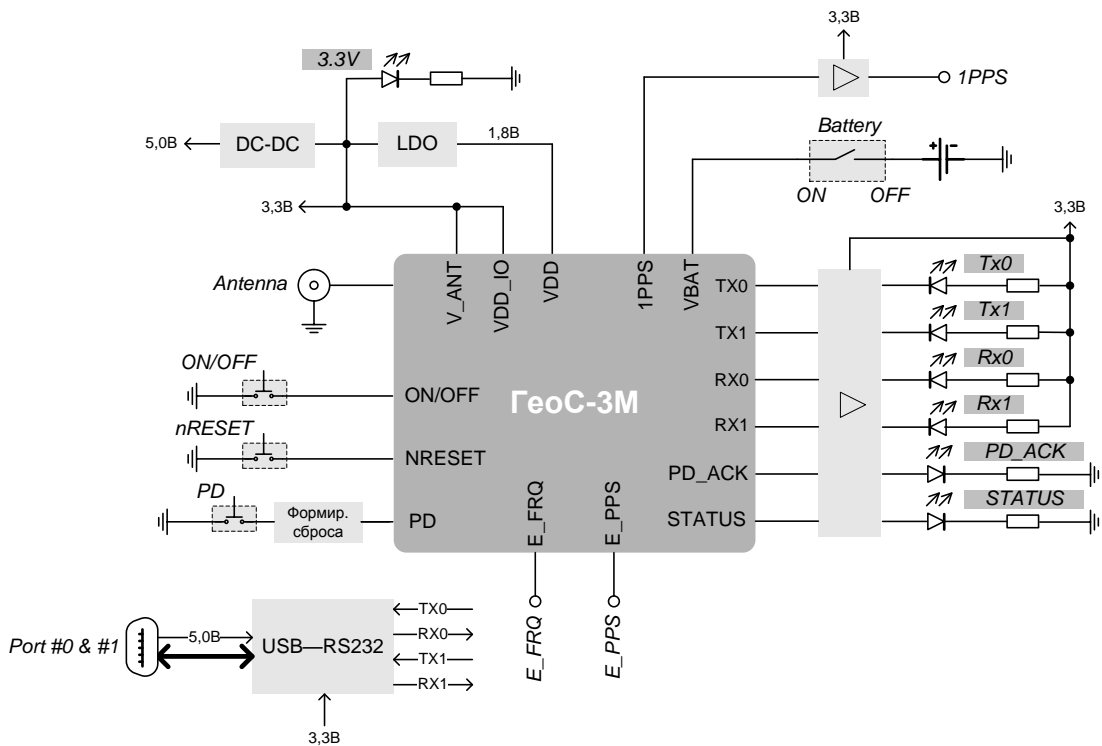 3,3В
3.3V
1PPS
5,0В
DC-DC
LDO
1,8В
Battery
ON
OFF
3,3В
3,3В
Antenna
V_ANT
VDD_IO
VDD
1PPS
VBAT
TX0
Tx0
TX1
Tx1
ON/OFF
ON/OFF
ГеоС-3М
RX0
Rx0
RX1
Rx1
nRESET
NRESET
PD_ACK
PD_ACK
PD
Формир.
сброса
PD
E_FRQ
E_PPS
STATUS
STATUS
E_FRQ
E_PPS
Port #0 & #1
5,0В
USB—RS232
TX0
RX0
TX1
RX1
3,3В